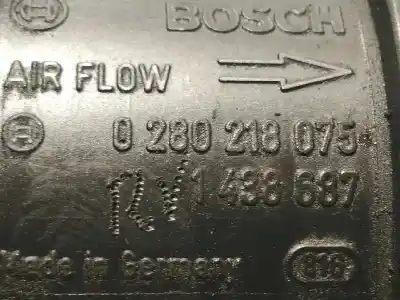 BOSCH
AIR FLOW
0 280 218 075
1 438 687
Made in Germany